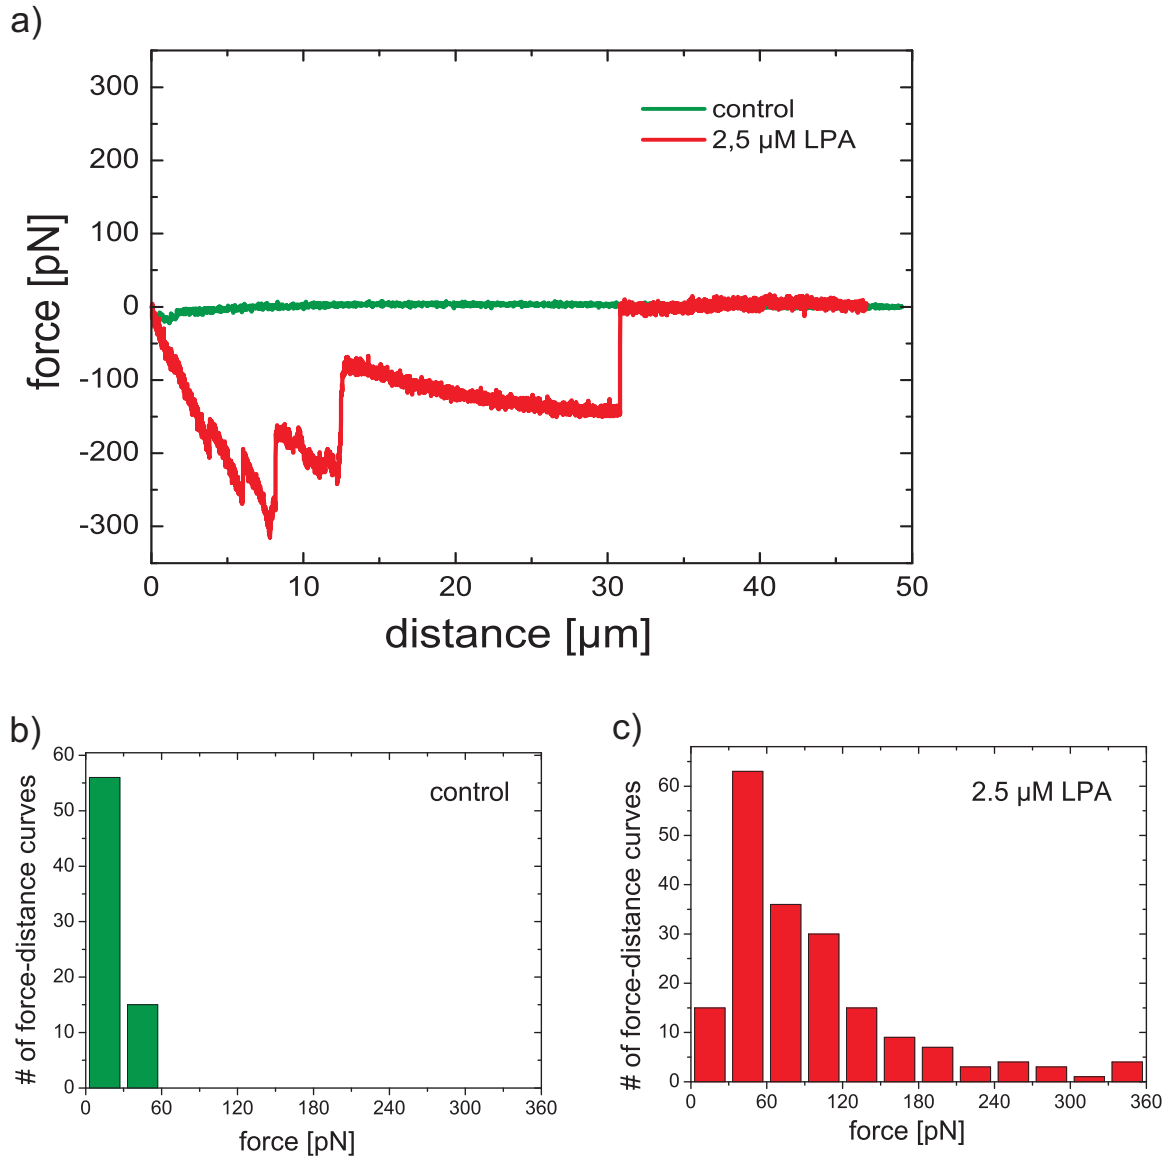 a)
300
200
100
0
-100
-200
-300
force [pN]
control
2,5 µM LPA
0 10 20 30 40 50
distance [µm]
b)
60
50
40
30
20
10
0
# of force-distance curves
control
0 60 120 180 240 300 360
force [pN]
c)
60
50
40
30
20
10
0
# of force-distance curves
2.5 µM LPA
0 60 120 180 240 300 360
force [pN]